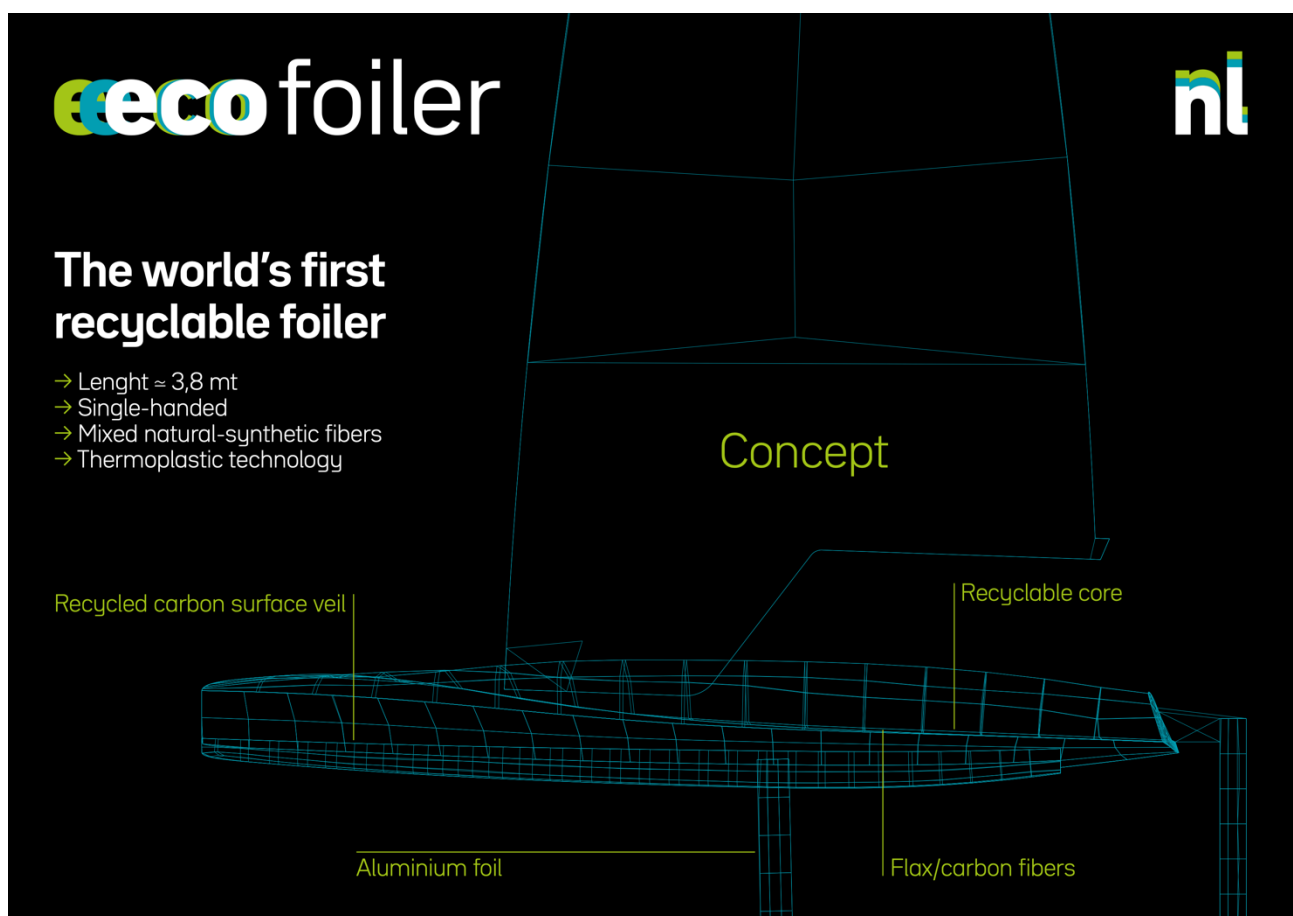 eeecofoiler
nl
The world's first
recyclable foiler
→ Lenght ≃ 3,8 mt
→ Single-handed
→ Mixed natural-synthetic fibers
→ Thermoplastic technology
Concept
Recycled carbon surface veil
Recyclable core
Aluminium foil
Flax/carbon fibers